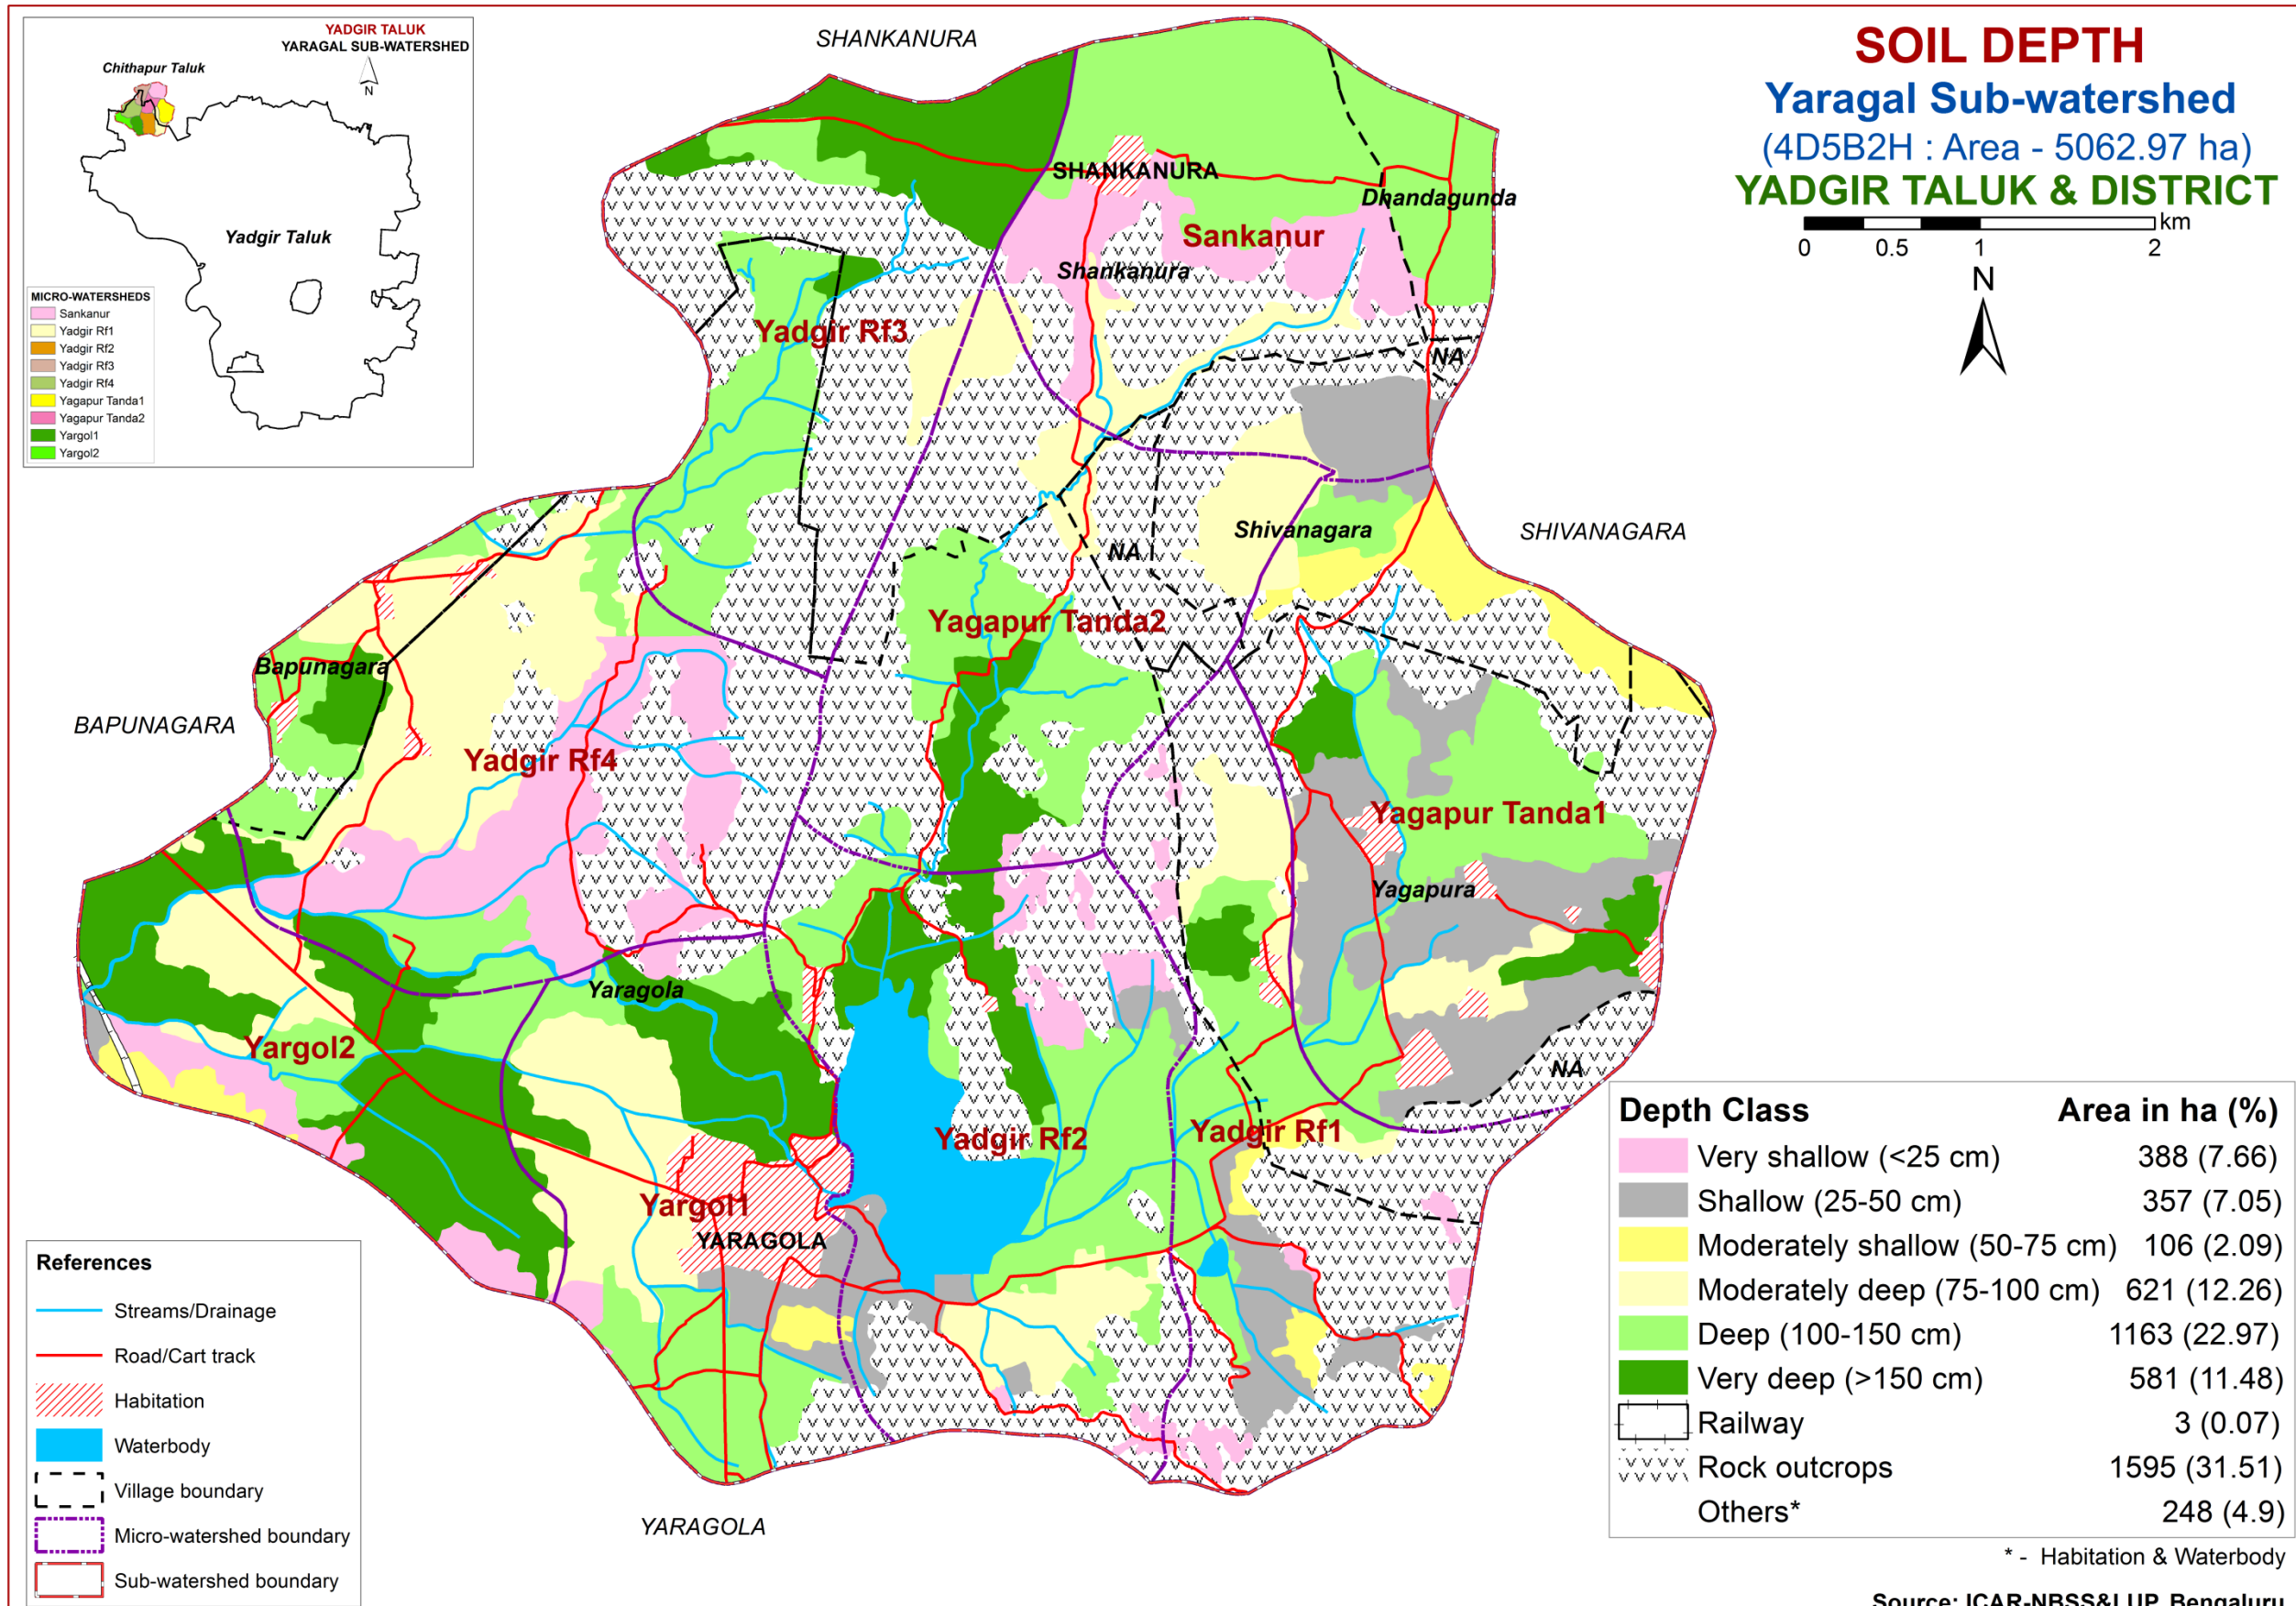 SOIL DEPTH
Yaragal Sub-watershed
(4D5B2H : Area - 5062.97 ha)
YADGIR TALUK & DISTRICT
km
0 0.5 1 2
N
YADGIR TALUK
YARAGAL SUB-WATERSHED
N
Chithapur Taluk
Yadgir Taluk
MICRO-WATERSHEDS
Sankanur
Yadgir Rf1
Yadgir Rf2
Yadgir Rf3
Yadgir Rf4
Yagapur Tanda1
Yagapur Tanda2
Yargol1
Yargol2
SHANKANURA
SHANKANURA
Dhandagunda
Sankanur
Shankanura
Yadgir Rf3
NA
Shivanagara
SHIVANAGARA
NA
Yagapur Tanda2
Bapunagara
BAPUNAGARA
Yadgir Rf4
Yagapur Tanda1
Yagapura
Yaragola
Yargol2
NA
Yadgir Rf2
Yadgir Rf1
Yargol1
YARAGOLA
YARAGOLA
References
Streams/Drainage
Road/Cart track
Habitation
Waterbody
Village boundary
Micro-watershed boundary
Sub-watershed boundary
Depth Class Area in ha (%)
Very shallow (<25 cm) 388 (7.66)
Shallow (25-50 cm) 357 (7.05)
Moderately shallow (50-75 cm) 106 (2.09)
Moderately deep (75-100 cm) 621 (12.26)
Deep (100-150 cm) 1163 (22.97)
Very deep (>150 cm) 581 (11.48)
Railway 3 (0.07)
Rock outcrops 1595 (31.51)
Others* 248 (4.9)
* - Habitation & Waterbody
Source: ICAR-NBSS&LUP, Bengaluru